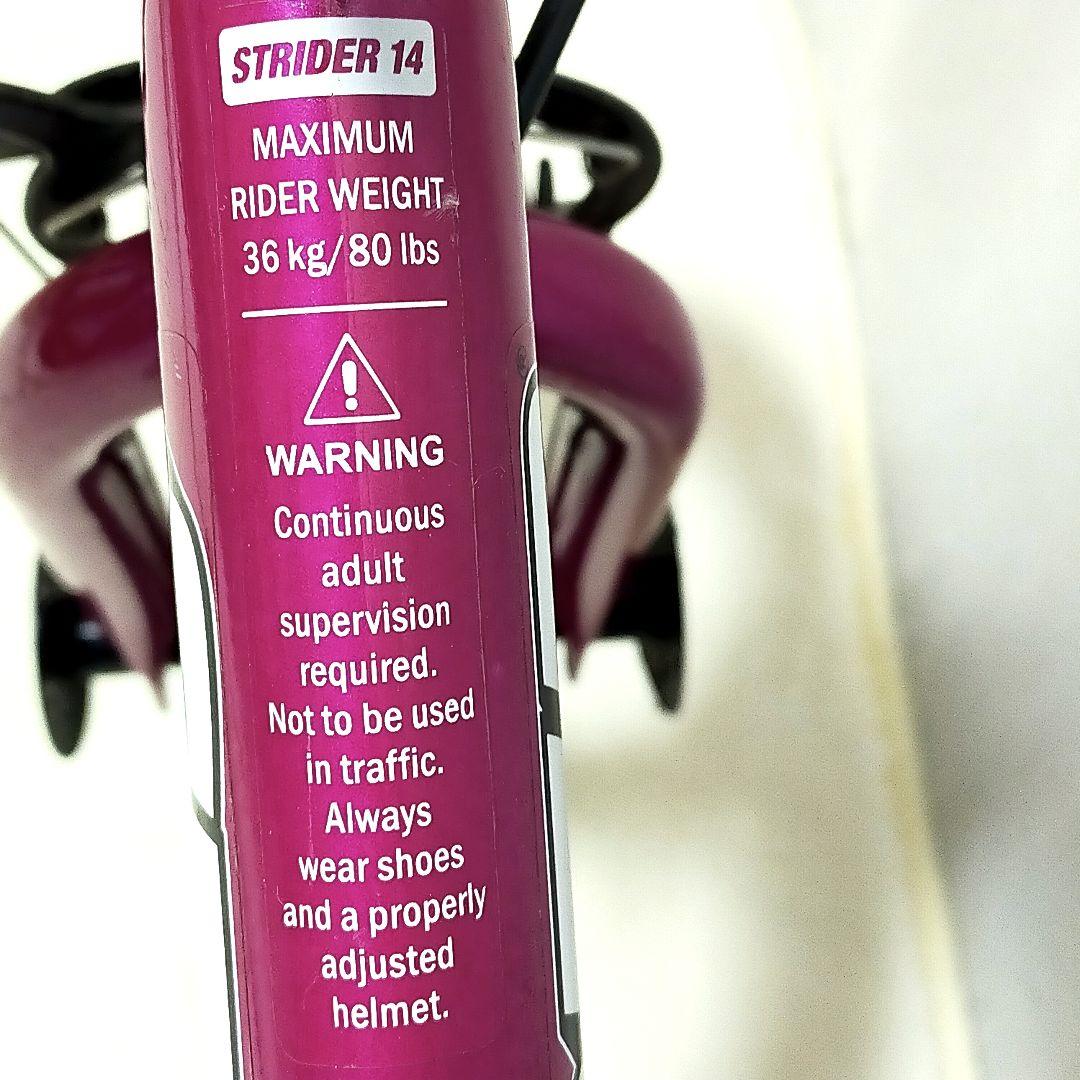 STRIDER 14
MAXIMUM
RIDER WEIGHT
36 kg/80 lbs
WARNING
Continuous
adult
supervision
required.
Not to be used
in traffic.
Always
wear shoes
and a properly
adjusted
helmet.